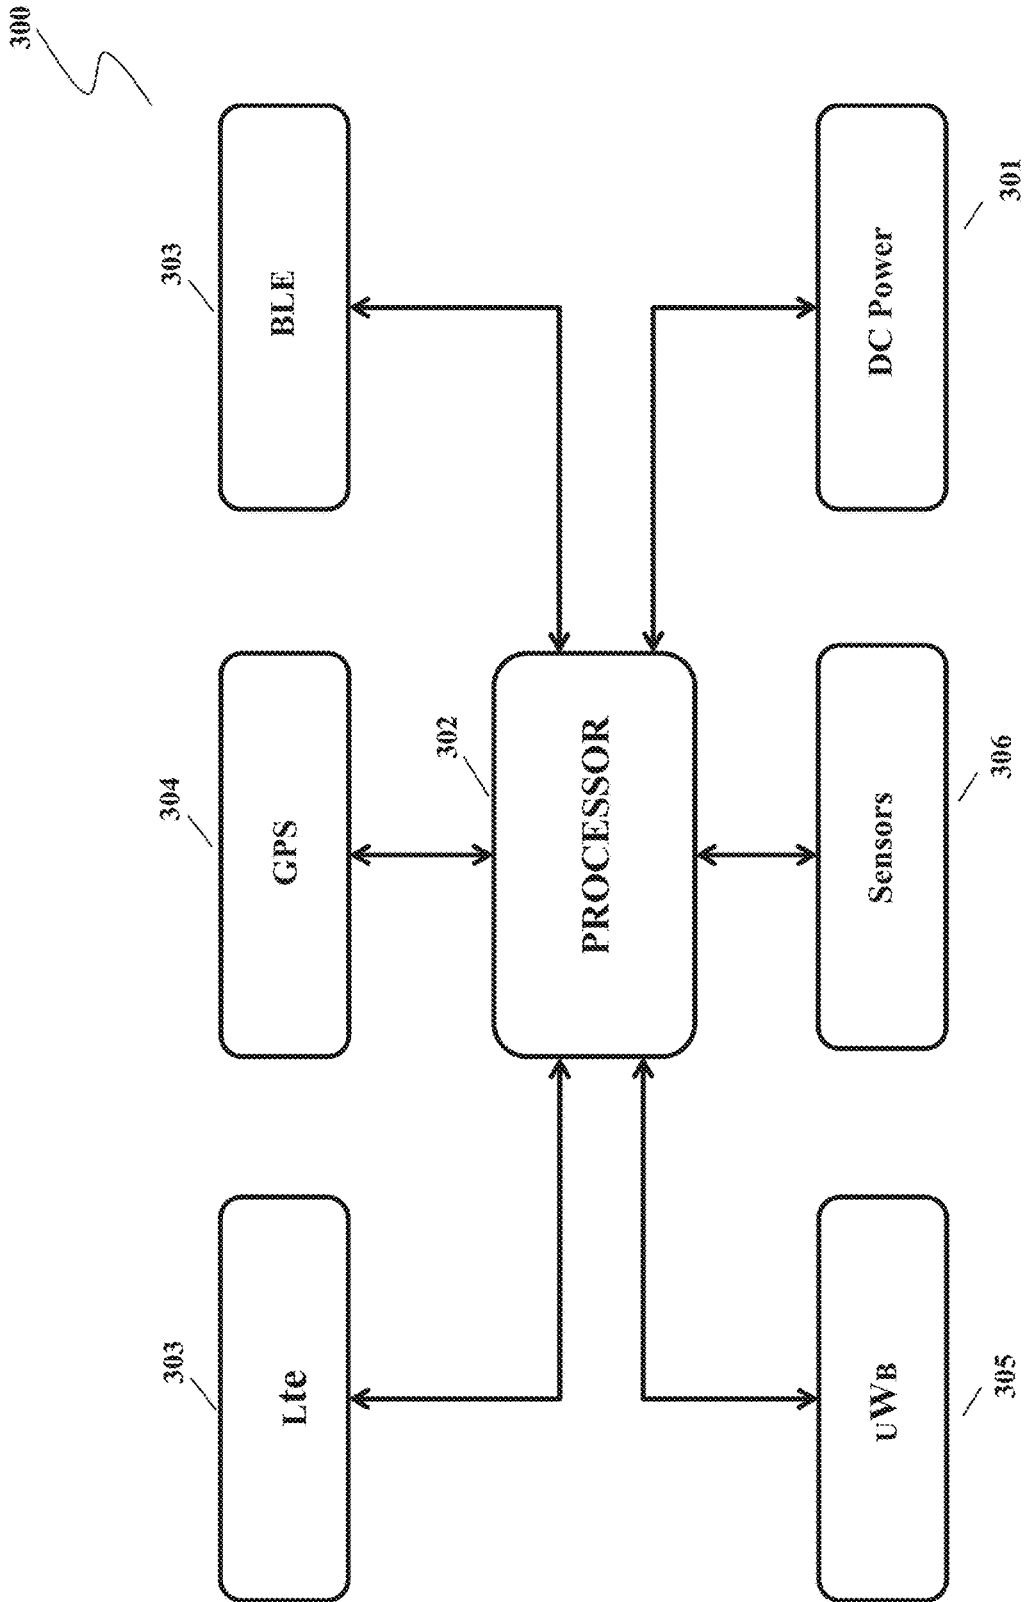 300
303
304
303
Lte
GPS
BLE
302
PROCESSOR
UWB
Sensors
DC Power
305
306
301